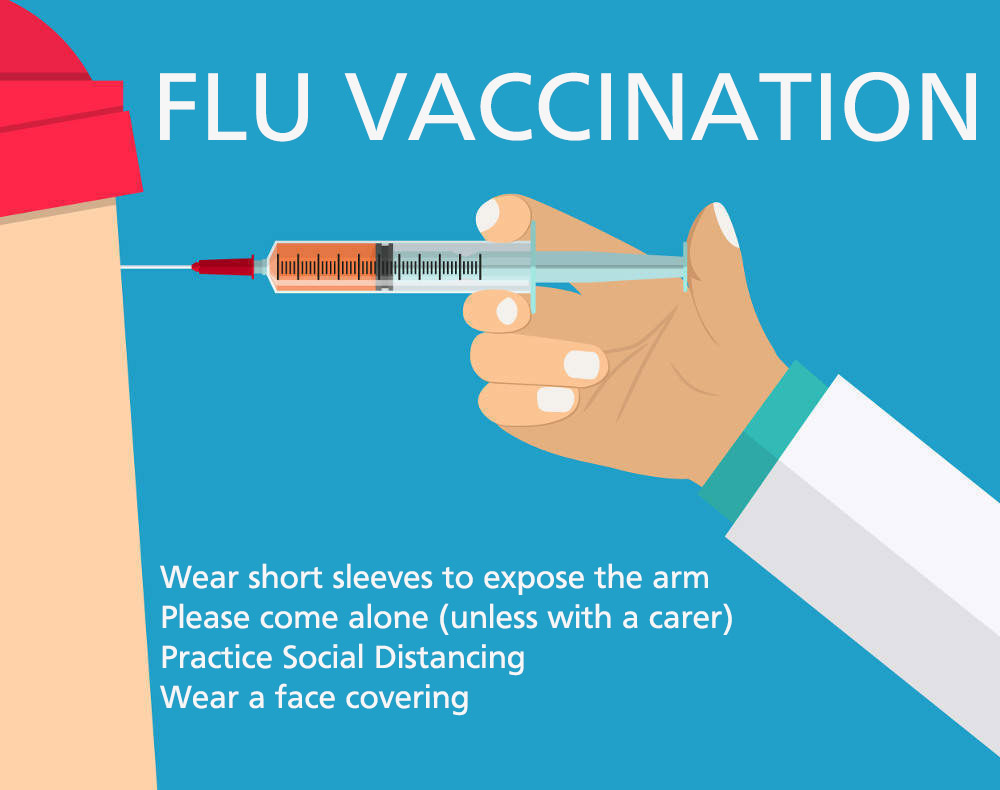 FLU VACCINATION
Wear short sleeves to expose the arm
Please come alone (unless with a carer)
Practice Social Distancing
Wear a face covering